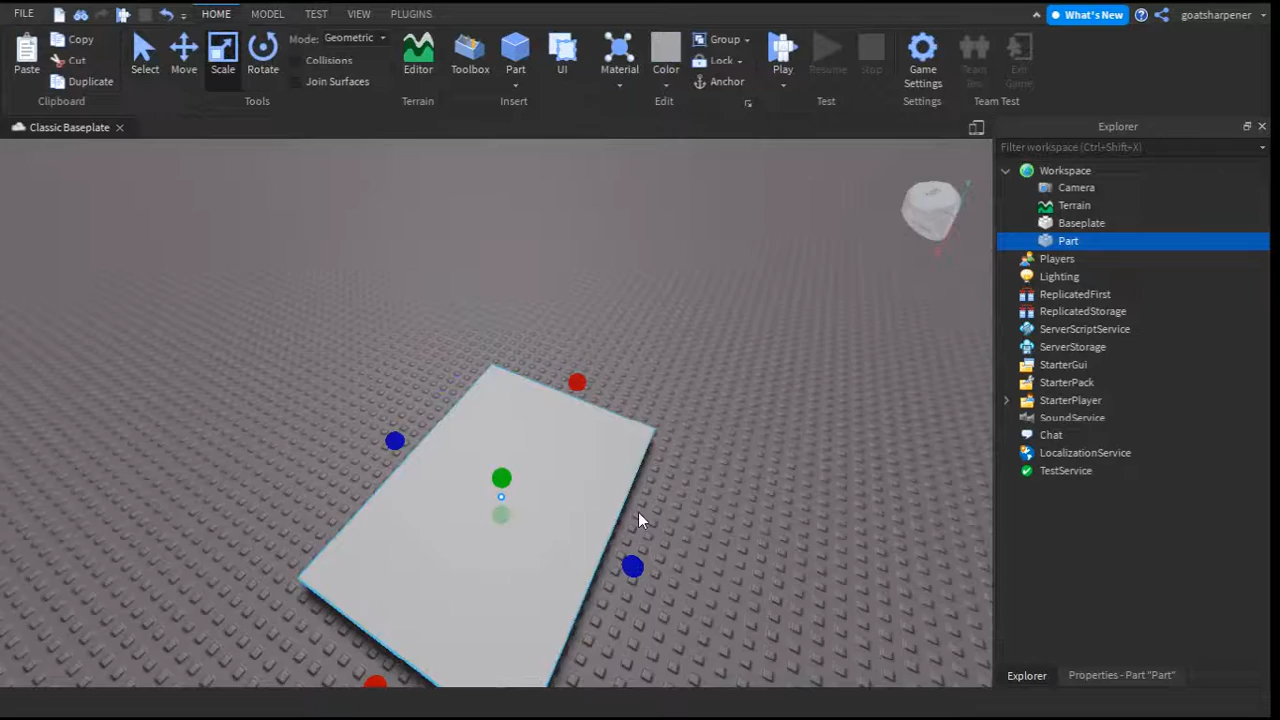 FILE HOME MODEL TEST VIEW PLUGINS What's New goatsharpener
Copy Mode: Geometric Group
Cut Collisions Lock
Paste Select Move Scale Rotate Editor Toolbox Part UI Material Color Play Resume Stop Game Settings Team Test Exit Game
Duplicate Join Surfaces Anchor
Clipboard Tools Terrain Insert Edit Test Settings Team Test
Classic Baseplate
Explorer
Filter workspace (Ctrl+Shift+X)
Workspace
Camera
Terrain
Baseplate
Part
Players
Lighting
ReplicatedFirst
ReplicatedStorage
ServerScriptService
ServerStorage
StarterGui
StarterPack
StarterPlayer
SoundService
Chat
LocalizationService
TestService
Explorer Properties - Part "Part"